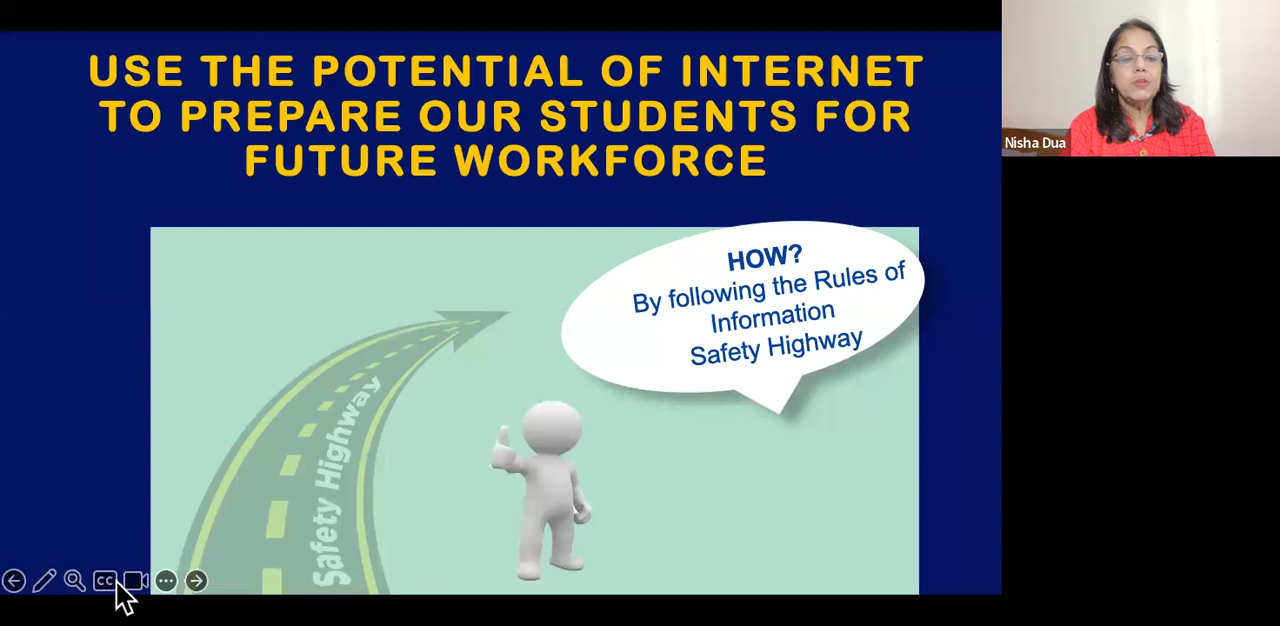 USE THE POTENTIAL OF INTERNET
TO PREPARE OUR STUDENTS FOR
FUTURE WORKFORCE
HOW?
By following the Rules of
Information
Safety Highway
Safety Highway
CC
Nisha Dua